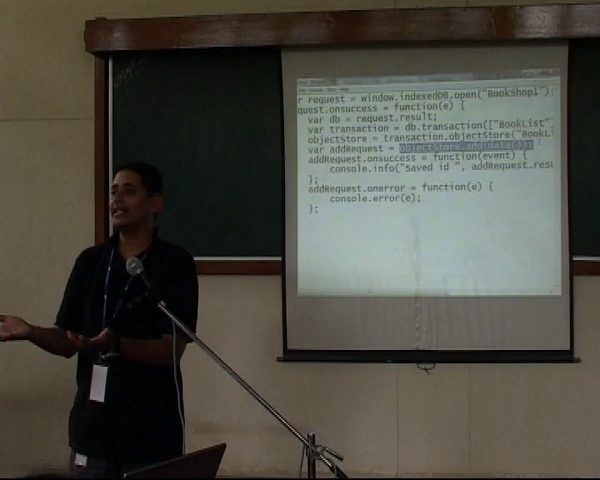 r request = window.indexedDB.open("BookShop1");
quest.onsuccess = function(e) {
var db = request.result;
var transaction = db.transaction(["BookList"
objectStore = transaction.objectStore("BookLi
var addRequest = objectStore.add(data[i]);
addRequest.onsuccess = function(event) {
console.info("Saved id ", addRequest.resu
};
addRequest.onerror = function(e) {
console.error(e);
};